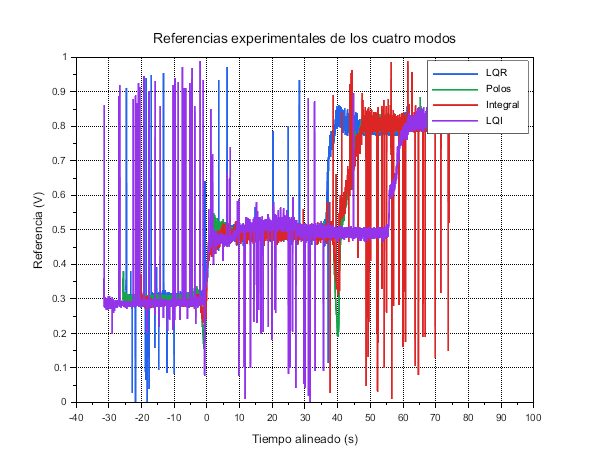 Referencias experimentales de los cuatro modos
1
0.9
0.8
0.7
0.6
0.5
0.4
0.3
0.2
0.1
0
Referencia (V)
LQR
Polos
Integral
LQI
-40 -30 -20 -10 0 10 20 30 40 50 60 70 80 90 100
Tiempo alineado (s)